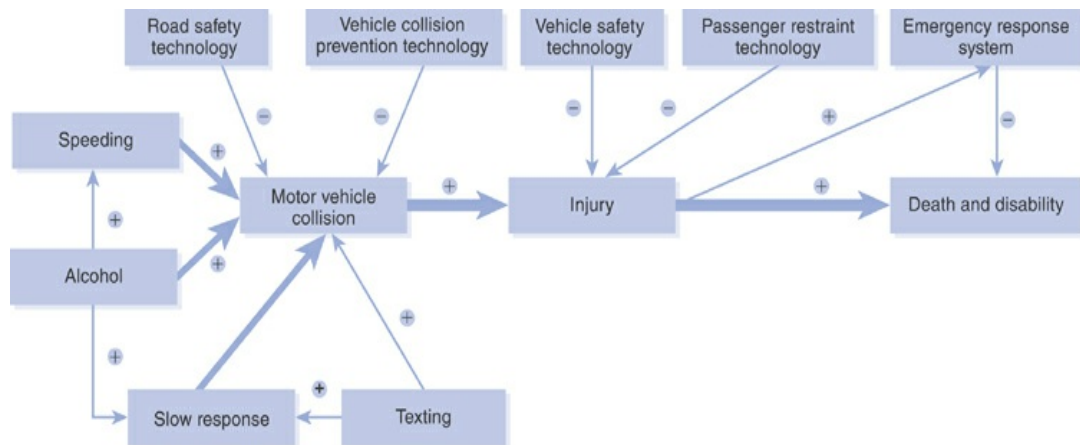 Road safety
technology
Vehicle collision
prevention technology
Vehicle safety
technology
Passenger restraint
technology
Emergency response
system
−
−
−
−
+
−
Speeding
+
+
+
Motor vehicle
collision
Injury
Death and disability
+
+
Alcohol
+
+
+
+
Slow response
Texting